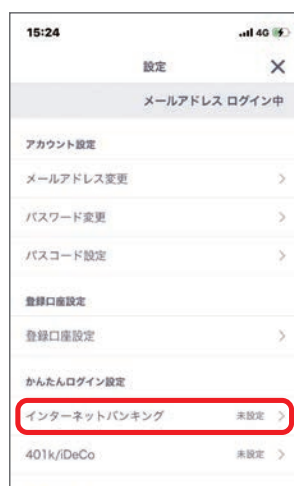 15:24
4G
設定 ×
メールアドレス ログイン中
アカウント設定
メールアドレス変更
パスワード変更
パスコード設定
登録口座設定
登録口座設定
かんたんログイン設定
インターネットバンキング 未設定
401k/iDeCo 未設定